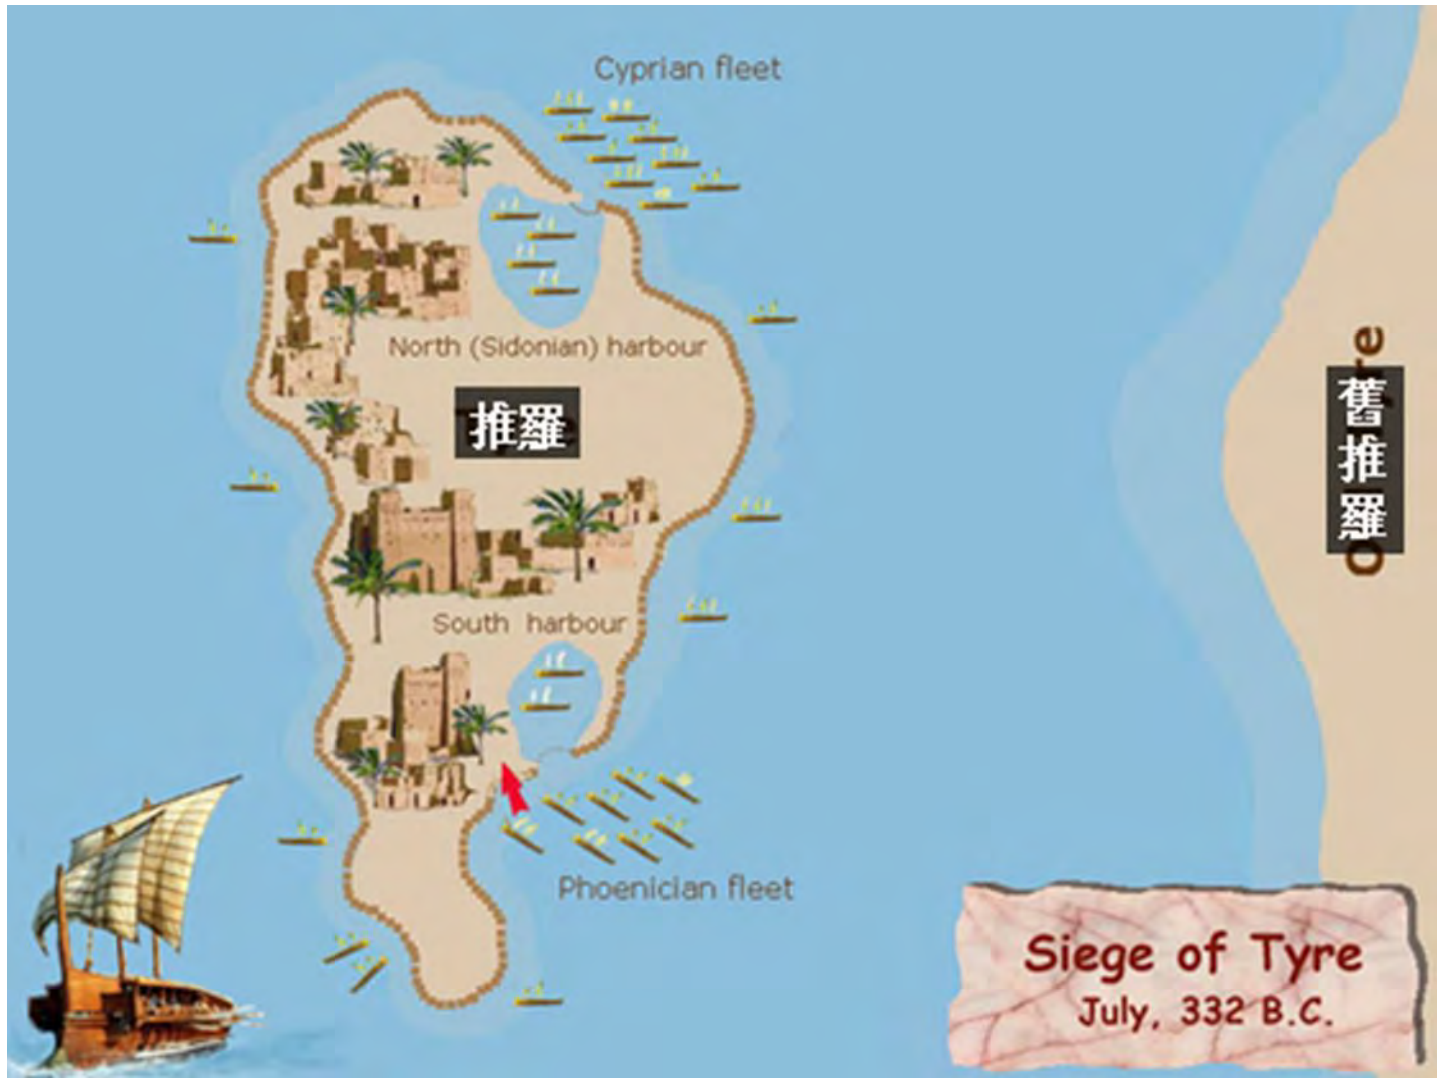 Cyprian fleet
North (Sidonian) harbour
推羅
舊推羅
South harbour
Phoenician fleet
Siege of Tyre
July, 332 B.C.